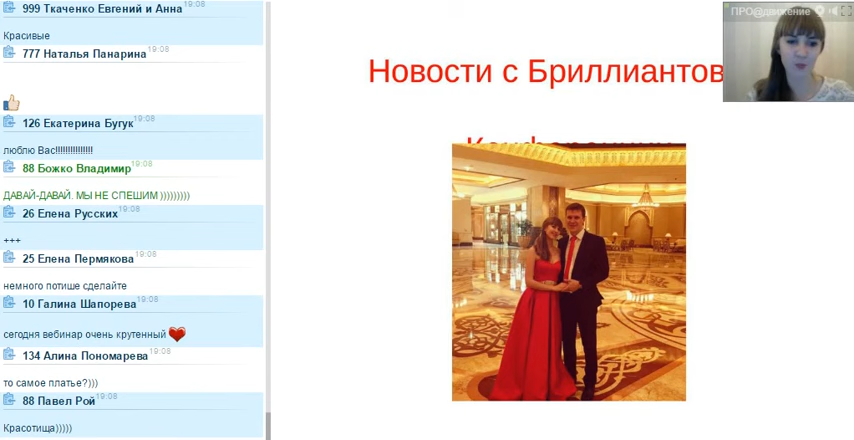 999 Ткаченко Евгений и Анна 19:08
Красивые
777 Наталья Панарина 19:08
126 Екатерина Бугук 19:08
люблю Вас!!!!!!!!!!!!!!!
88 Божко Владимир 19:08
ДАВАЙ-ДАВАЙ. МЫ НЕ СПЕШИМ )))))))))
26 Елена Русских 19:08
+++
25 Елена Пермякова 19:08
немного потише сделайте
10 Галина Шапорева 19:08
сегодня вебинар очень крутенный
134 Алина Пономарева 19:08
то самое платье?)))
88 Павел Рой 19:08
Красотища)))))
Новости с Бриллиантов
ПРО@движение